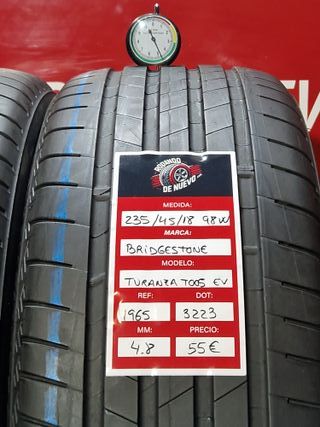 RODANDO
DE NUEVO
MEDIDA:
235/45/18 98W
MARCA:
BRIDGESTONE
MODELO:
TURANZA T005 EV
REF: DOT:
1965 3223
MM: PRECIO:
4.8 55€